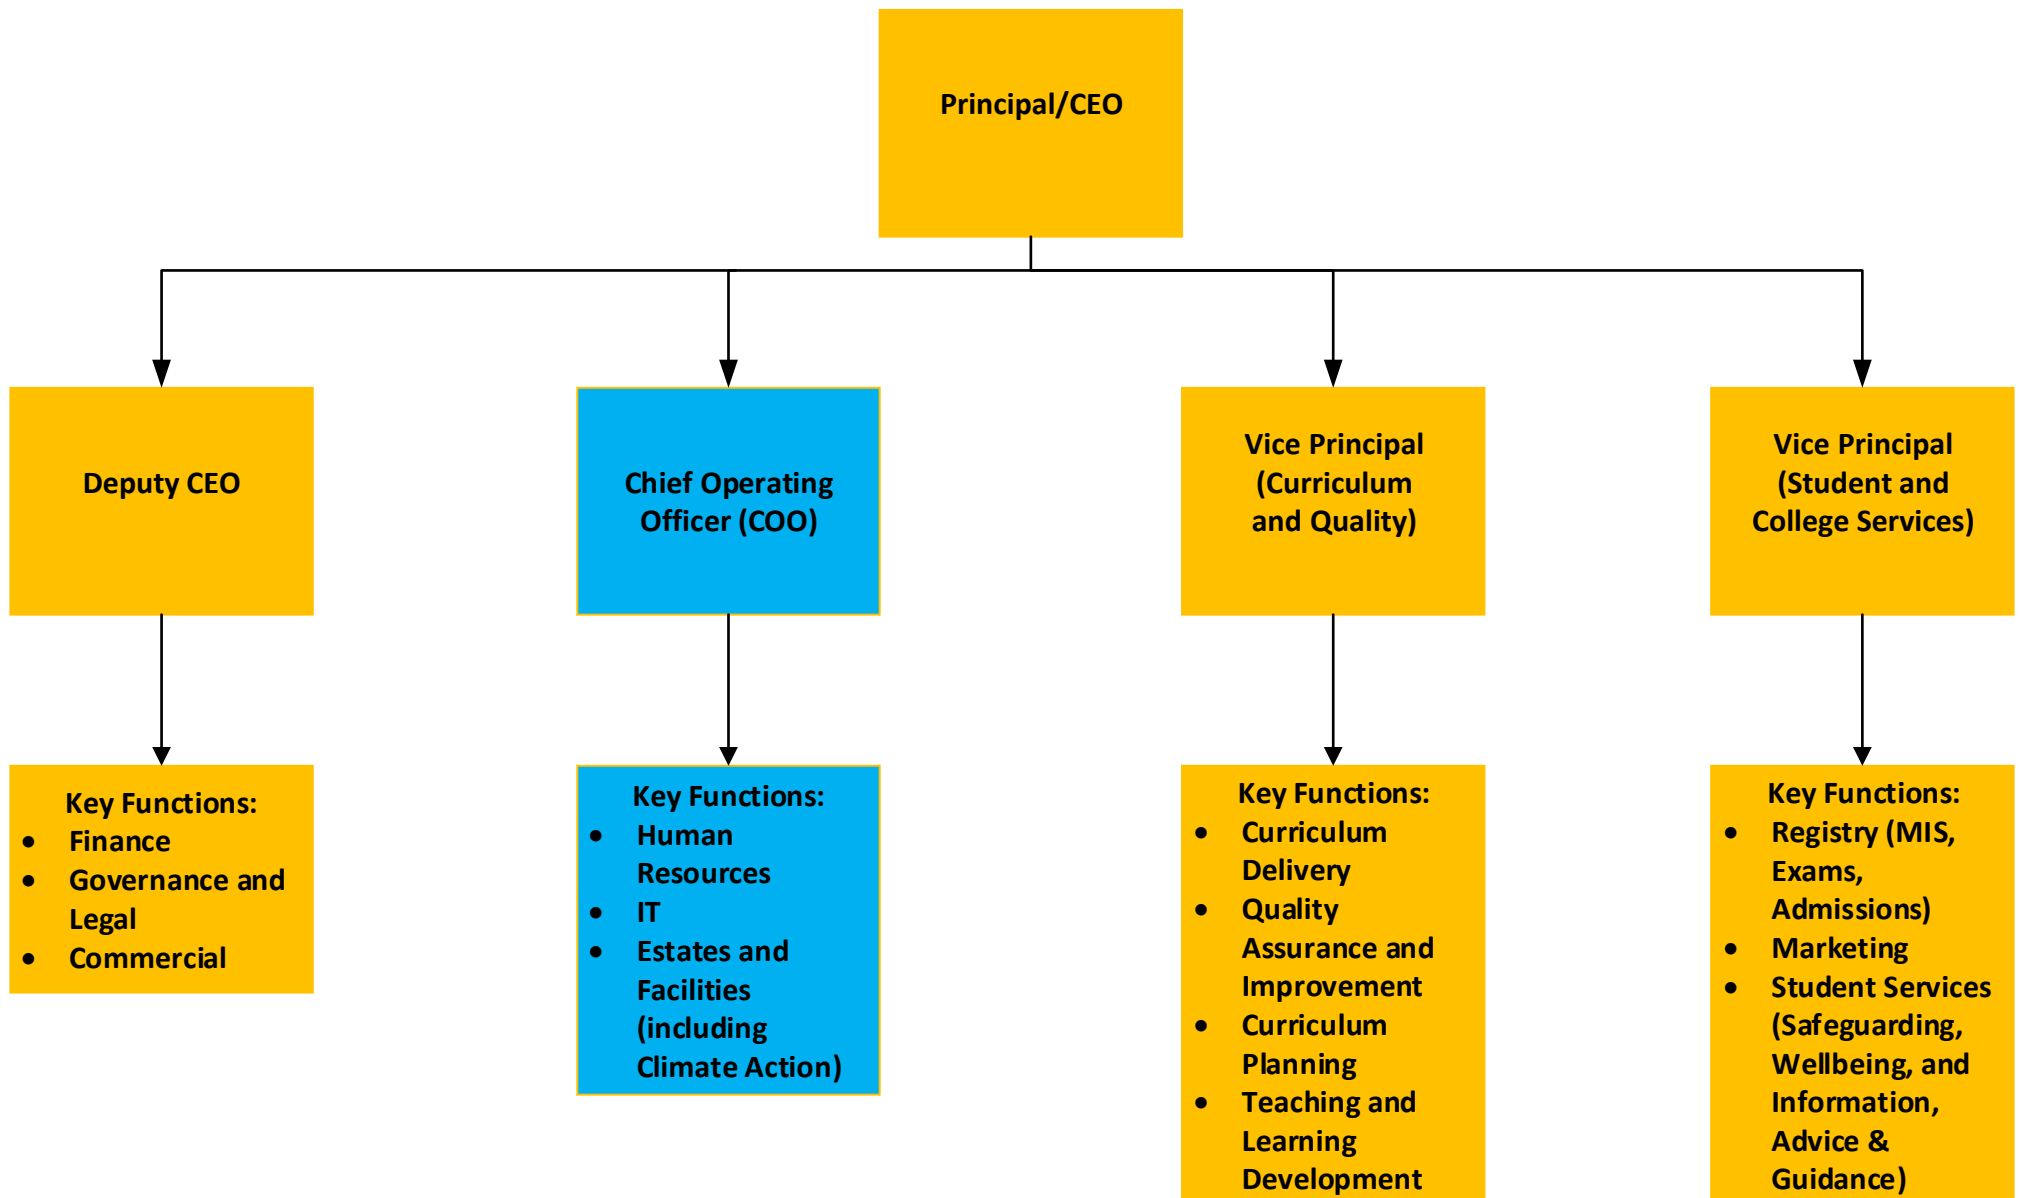 Principal/CEO
Deputy CEO
Chief Operating
Officer (COO)
Vice Principal
(Curriculum
and Quality)
Vice Principal
(Student and
College Services)
Key Functions:
• Finance
• Governance and
Legal
• Commercial
Key Functions:
• Human
Resources
• IT
• Estates and
Facilities
(including
Climate Action)
Key Functions:
• Curriculum
Delivery
• Quality
Assurance and
Improvement
• Curriculum
Planning
• Teaching and
Learning
Development
Key Functions:
• Registry (MIS,
Exams,
Admissions)
• Marketing
• Student Services
(Safeguarding,
Wellbeing, and
Information,
Advice &
Guidance)